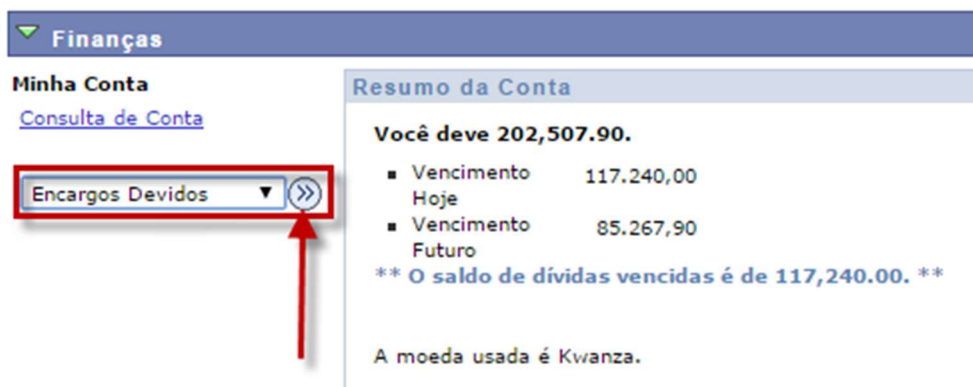 Finanças
Minha Conta
Consulta de Conta
Encargos Devidos
Resumo da Conta
Você deve 202,507.90.
Vencimento Hoje 117.240,00
Vencimento Futuro 85.267,90
** O saldo de dívidas vencidas é de 117,240.00. **
A moeda usada é Kwanza.